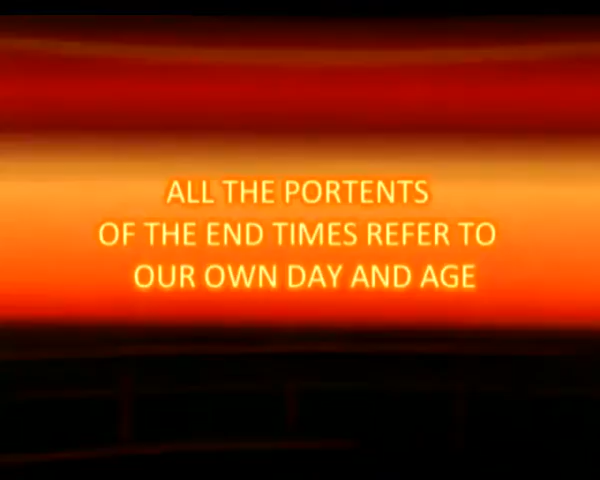 ALL THE PORTENTS
OF THE END TIMES REFER TO
OUR OWN DAY AND AGE